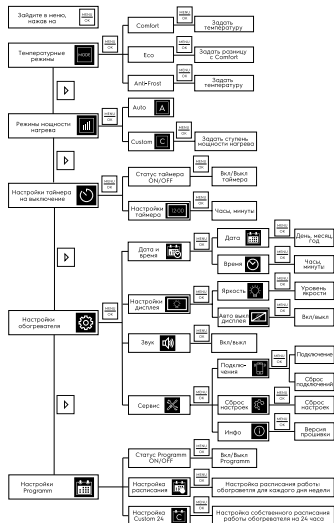 Зайдите в меню,
нажав на
MENU
OK
Температурные
режимы
MODE
MENU
OK
Comfort
MENU
OK
Задать
температуру
Eco
MENU
OK
Задать разницу
с Comfort
Anti-Frost
MENU
OK
Задать
температуру
Режимы мощности
нагрева
MENU
OK
Auto
A
Custom
C
MENU
OK
Задать ступень
мощности нагрева
Настройки таймера
на выключение
MENU
OK
Статус таймера
ON/OFF
MENU
OK
Вкл/Выкл
таймера
Настройки
таймера
12:00
MENU
OK
Часы, минуты
Настройки
обогревателя
MENU
OK
Дата и
время
MENU
OK
Дата
MENU
OK
День, месяц,
год
Время
MENU
OK
Часы,
минуты
Настройки
дисплея
MENU
OK
Яркость
MENU
OK
Уровень
яркости
Авто выкл
дисплея
MENU
OK
Вкл/выкл
Звук
MENU
OK
Вкл/выкл
Сервис
MENU
OK
Подклю-
чения
MENU
OK
Подключение
Сброс
подключений
Сброс
настроек
MENU
OK
Сброс
настроек
Инфо
MENU
OK
Версия
прошивки
Настройки
Programm
MENU
OK
Статус Programm
ON/OFF
MENU
OK
Вкл/Выкл
Programm
Настройка
расписания
MENU
OK
Настройка расписания работы
обогреветля для каждого дня недели
Настройка
Custom 24
C
MENU
OK
Настройка собственного расписания
работы обогревателя на 24 часа